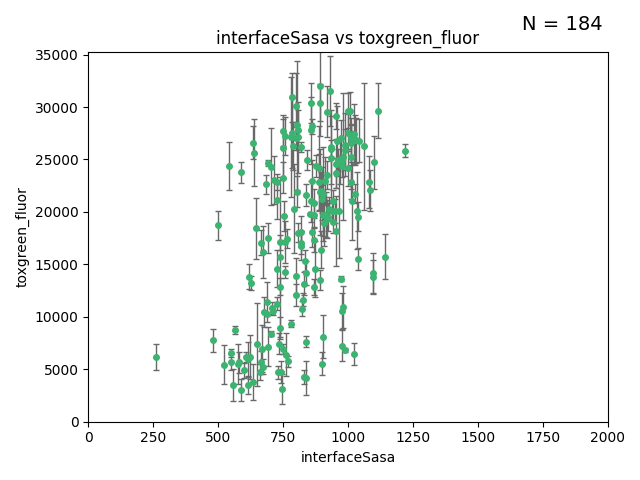 N = 184
interfaceSasa vs toxgreen_fluor
35000
30000
25000
20000
15000
10000
5000
0
toxgreen_fluor
0 250 500 750 1000 1250 1500 1750 2000
interfaceSasa